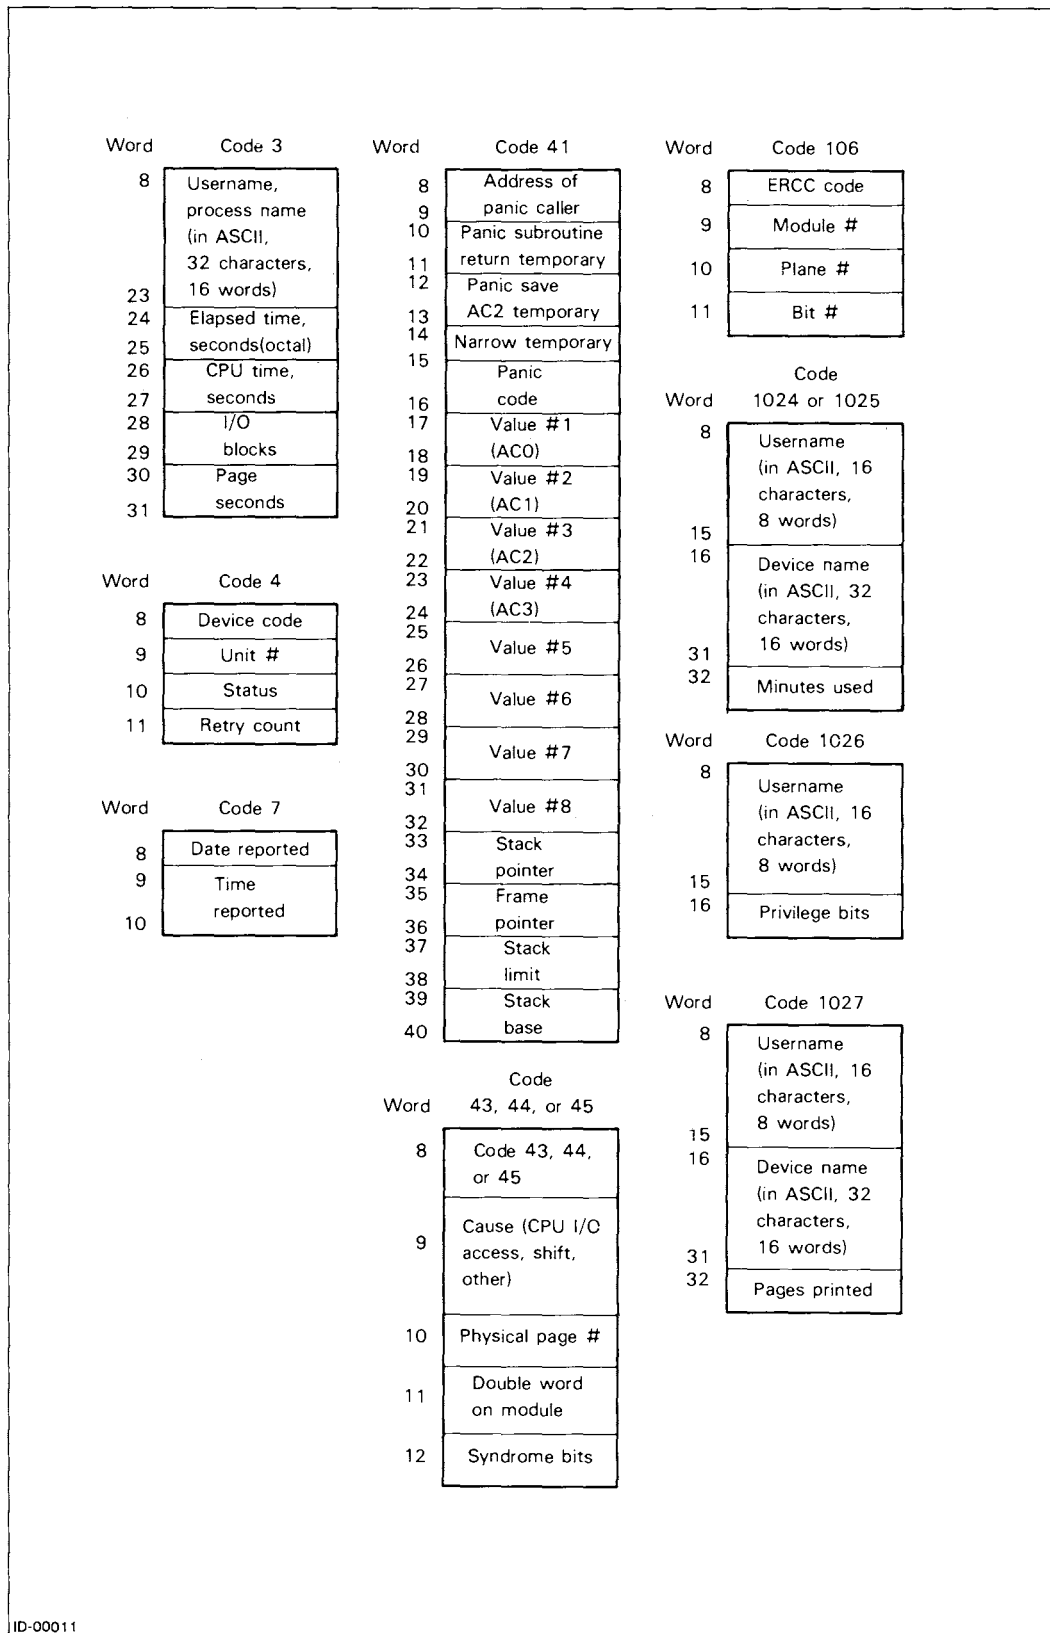 Word Code 3
8 Username,
process name
(in ASCII,
32 characters,
16 words)
23
24 Elapsed time,
25 seconds(octal)
26 CPU time,
27 seconds
28 I/O
29 blocks
30 Page
31 seconds
Word Code 4
8 Device code
9 Unit #
10 Status
11 Retry count
Word Code 7
8 Date reported
9 Time
10 reported
Word Code 41
8 Address of
9 panic caller
10 Panic subroutine
11 return temporary
12 Panic save
13 AC2 temporary
14 Narrow temporary
15
Panic
16 code
17 Value #1
18 (AC0)
19 Value #2
20 (AC1)
21 Value #3
22 (AC2)
23 Value #4
24 (AC3)
25
Value #5
26
27
Value #6
28
29
Value #7
30
31
Value #8
32
33 Stack
34 pointer
35 Frame
36 pointer
37 Stack
38 limit
39 Stack
40 base
Code
Word 43, 44, or 45
8 Code 43, 44,
or 45
9 Cause (CPU I/O
access, shift,
other)
10 Physical page #
11 Double word
on module
12 Syndrome bits
Word Code 106
8 ERCC code
9 Module #
10 Plane #
11 Bit #
Code
Word 1024 or 1025
8 Username
(in ASCII, 16
characters,
8 words)
15
16 Device name
(in ASCII, 32
characters,
16 words)
31
32 Minutes used
Word Code 1026
8 Username
(in ASCII, 16
characters,
8 words)
15
16 Privilege bits
Word Code 1027
8 Username
(in ASCII, 16
characters,
8 words)
15
16 Device name
(in ASCII, 32
characters,
16 words)
31
32 Pages printed
ID-00011